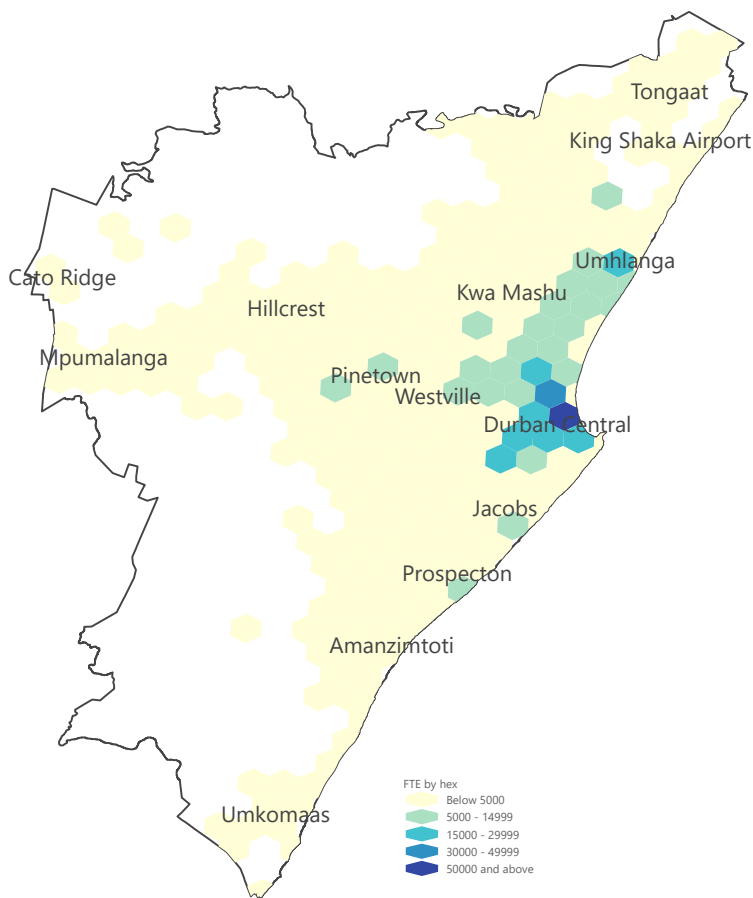 Tongaat
King Shaka Airport
Umhlanga
Cato Ridge
Kwa Mashu
Hillcrest
Mpumalanga
Pinetown
Westville
Durban Central
Jacobs
Prospecton
Amanzimtoti
Umkomaas
FTE by hex
Below 5000
5000 - 14999
15000 - 29999
30000 - 49999
50000 and above